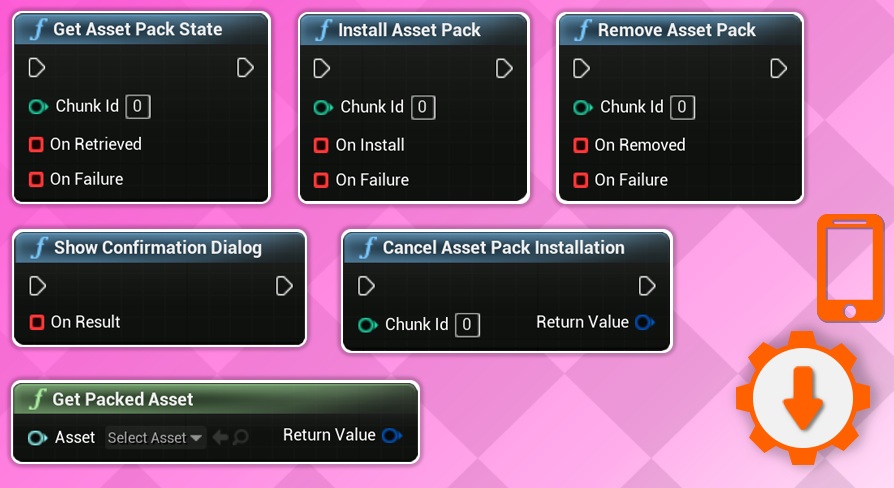 Get Asset Pack State
Chunk Id 0
On Retrieved
On Failure
Install Asset Pack
Chunk Id 0
On Install
On Failure
Remove Asset Pack
Chunk Id 0
On Removed
On Failure
Show Confirmation Dialog
On Result
Cancel Asset Pack Installation
Chunk Id 0 Return Value
Get Packed Asset
Asset Select Asset Return Value